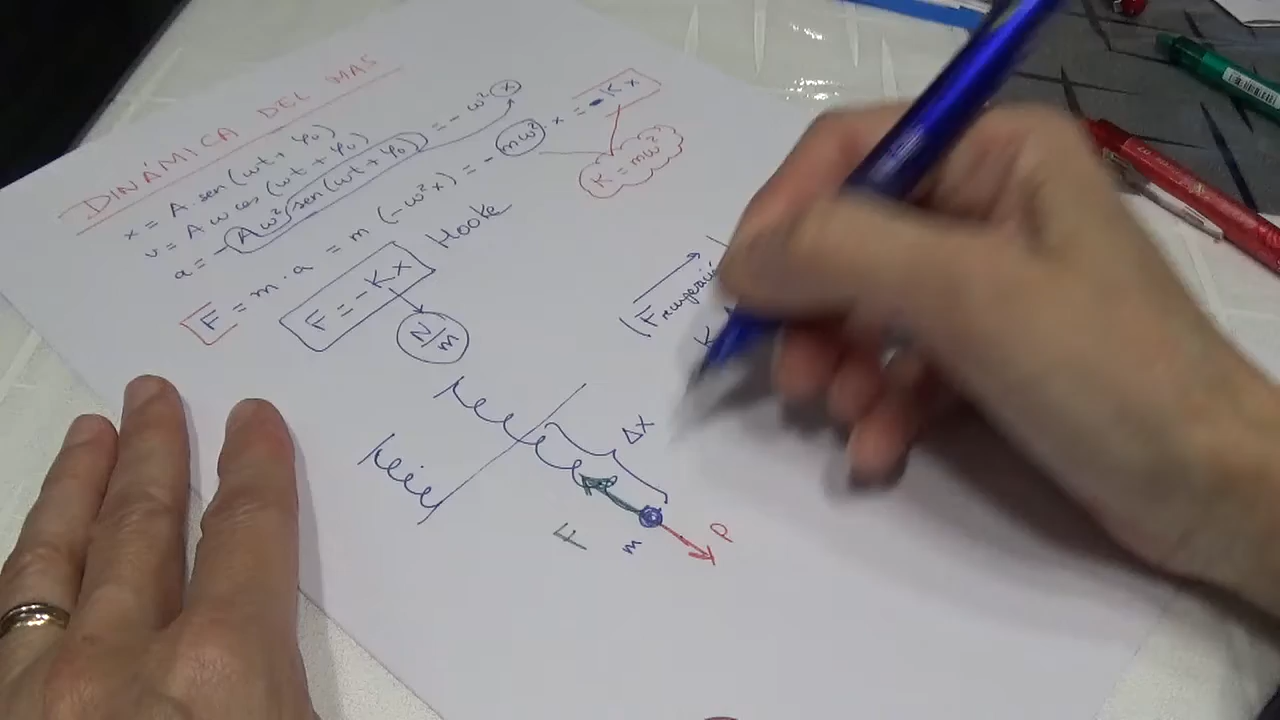 DINÁMICA DEL MAS
x = A sen (ωt + φ₀)
v = A ω cos (ωt + φ₀)
a = - Aω² sen (ωt + φ₀) = - ω² x
F = m · a = m (-ω² x) = - mω² x = - K x
K = mω²
F = - K x Hooke
N/m
|F recuperació
K
Δx
F
m
P